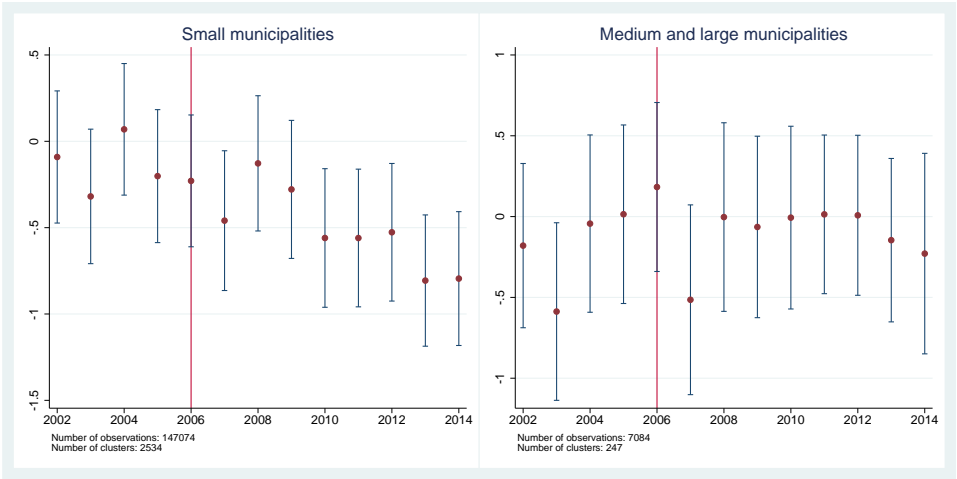 Small municipalities
.5
0
-.5
-1
-1.5
2002 2004 2006 2008 2010 2012 2014
Number of observations: 147074
Number of clusters: 2534
Medium and large municipalities
1
.5
0
-.5
-1
2002 2004 2006 2008 2010 2012 2014
Number of observations: 7084
Number of clusters: 247